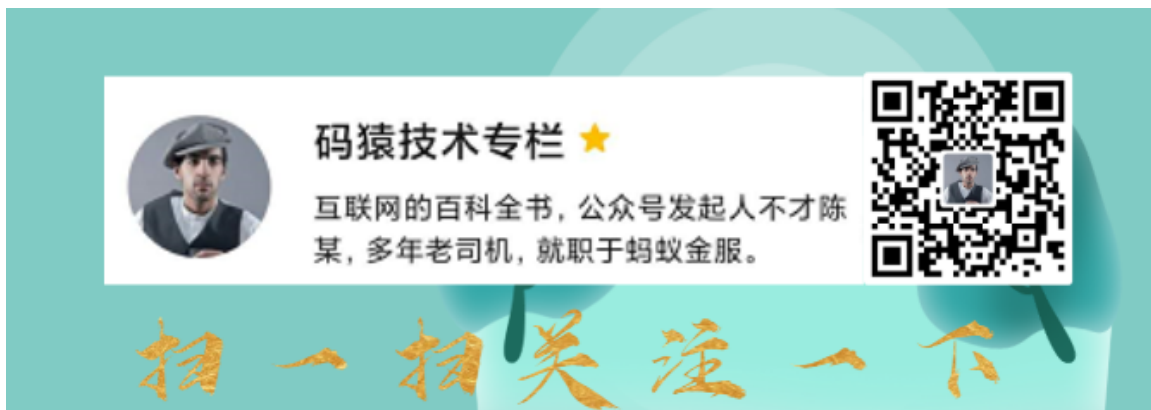 码猿技术专栏
互联网的百科全书，公众号发起人不才陈
某，多年老司机，就职于蚂蚁金服。
扫一扫关注一下